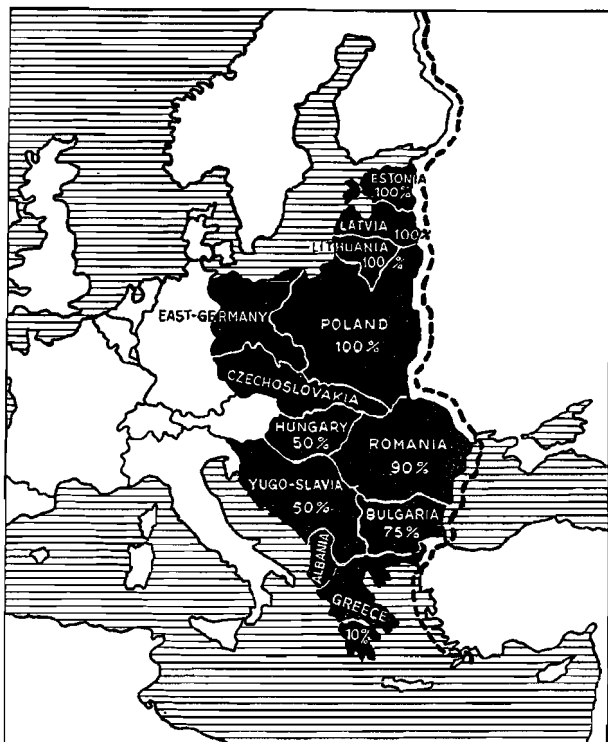 ESTONIA
100%
LATVIA 100%
LITHUANIA
100%
EAST-GERMANY
POLAND
100%
CZECHOSLOVAKIA
HUNGARY
50%
ROMANIA
90%
YUGO-SLAVIA
50%
BULGARIA
75%
ALBANIA
GREECE
10%